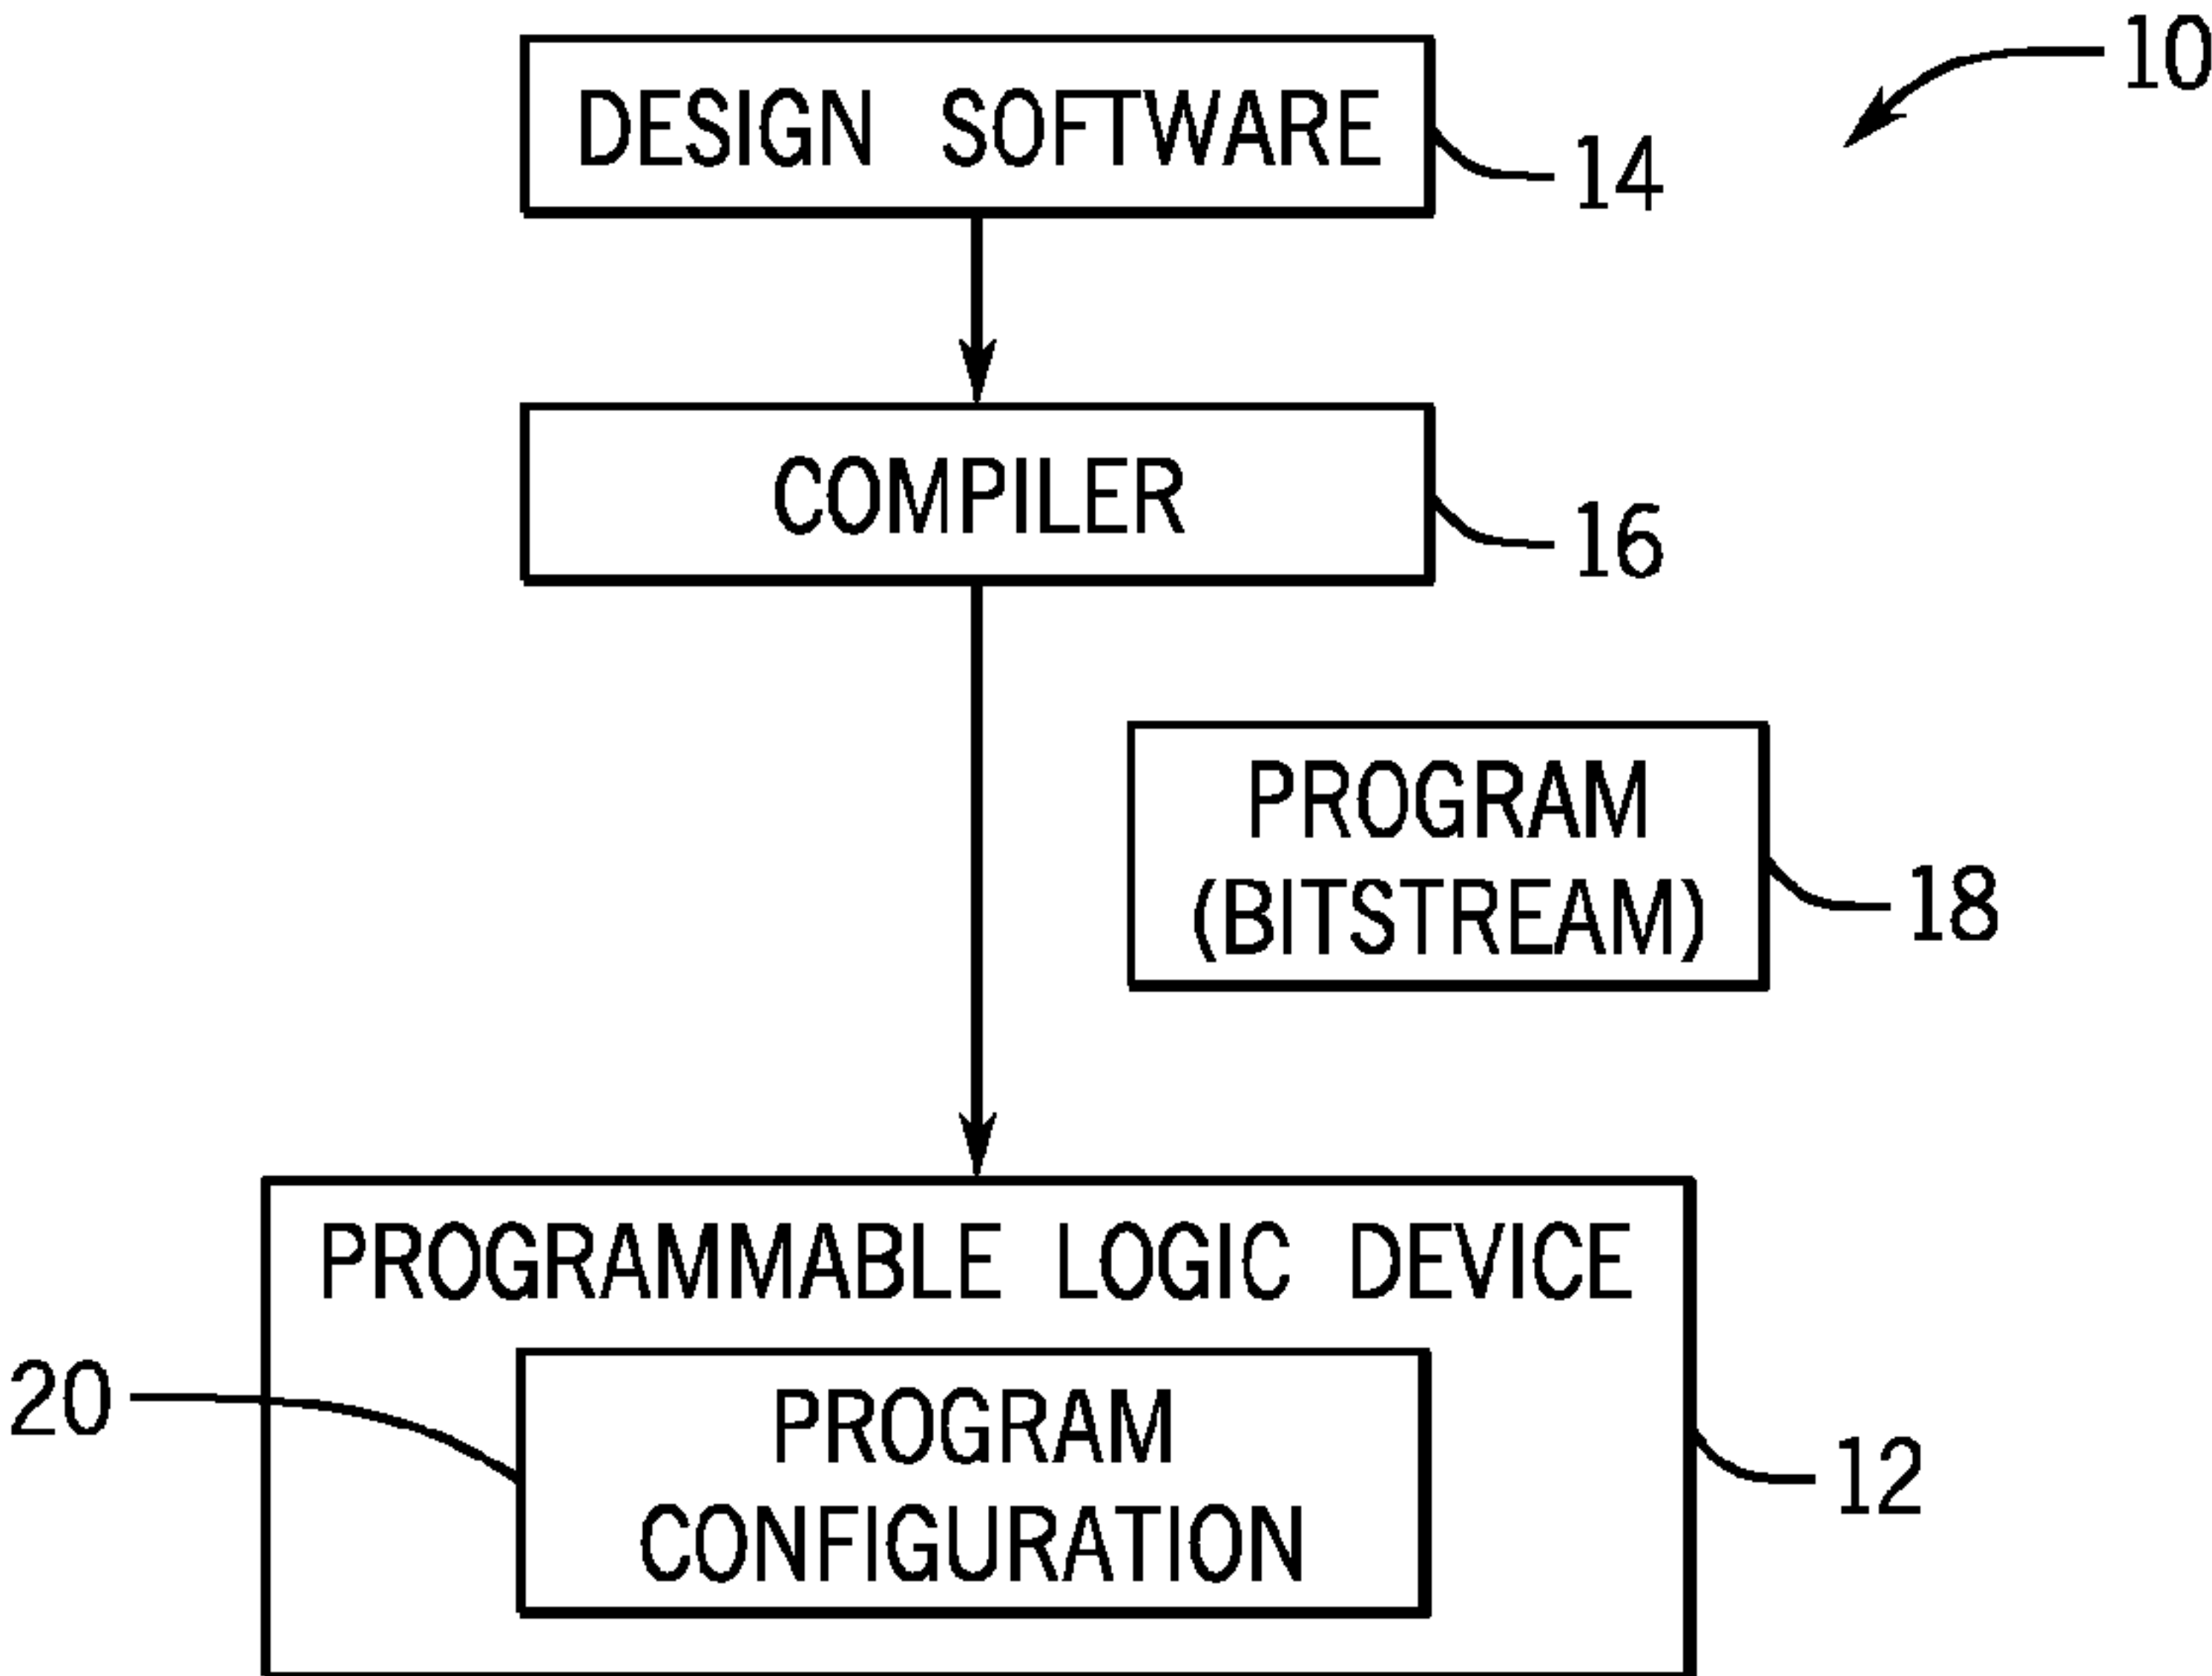 10
DESIGN SOFTWARE
14
COMPILER
16
PROGRAM
(BITSTREAM)
18
PROGRAMMABLE LOGIC DEVICE
20
PROGRAM
CONFIGURATION
12